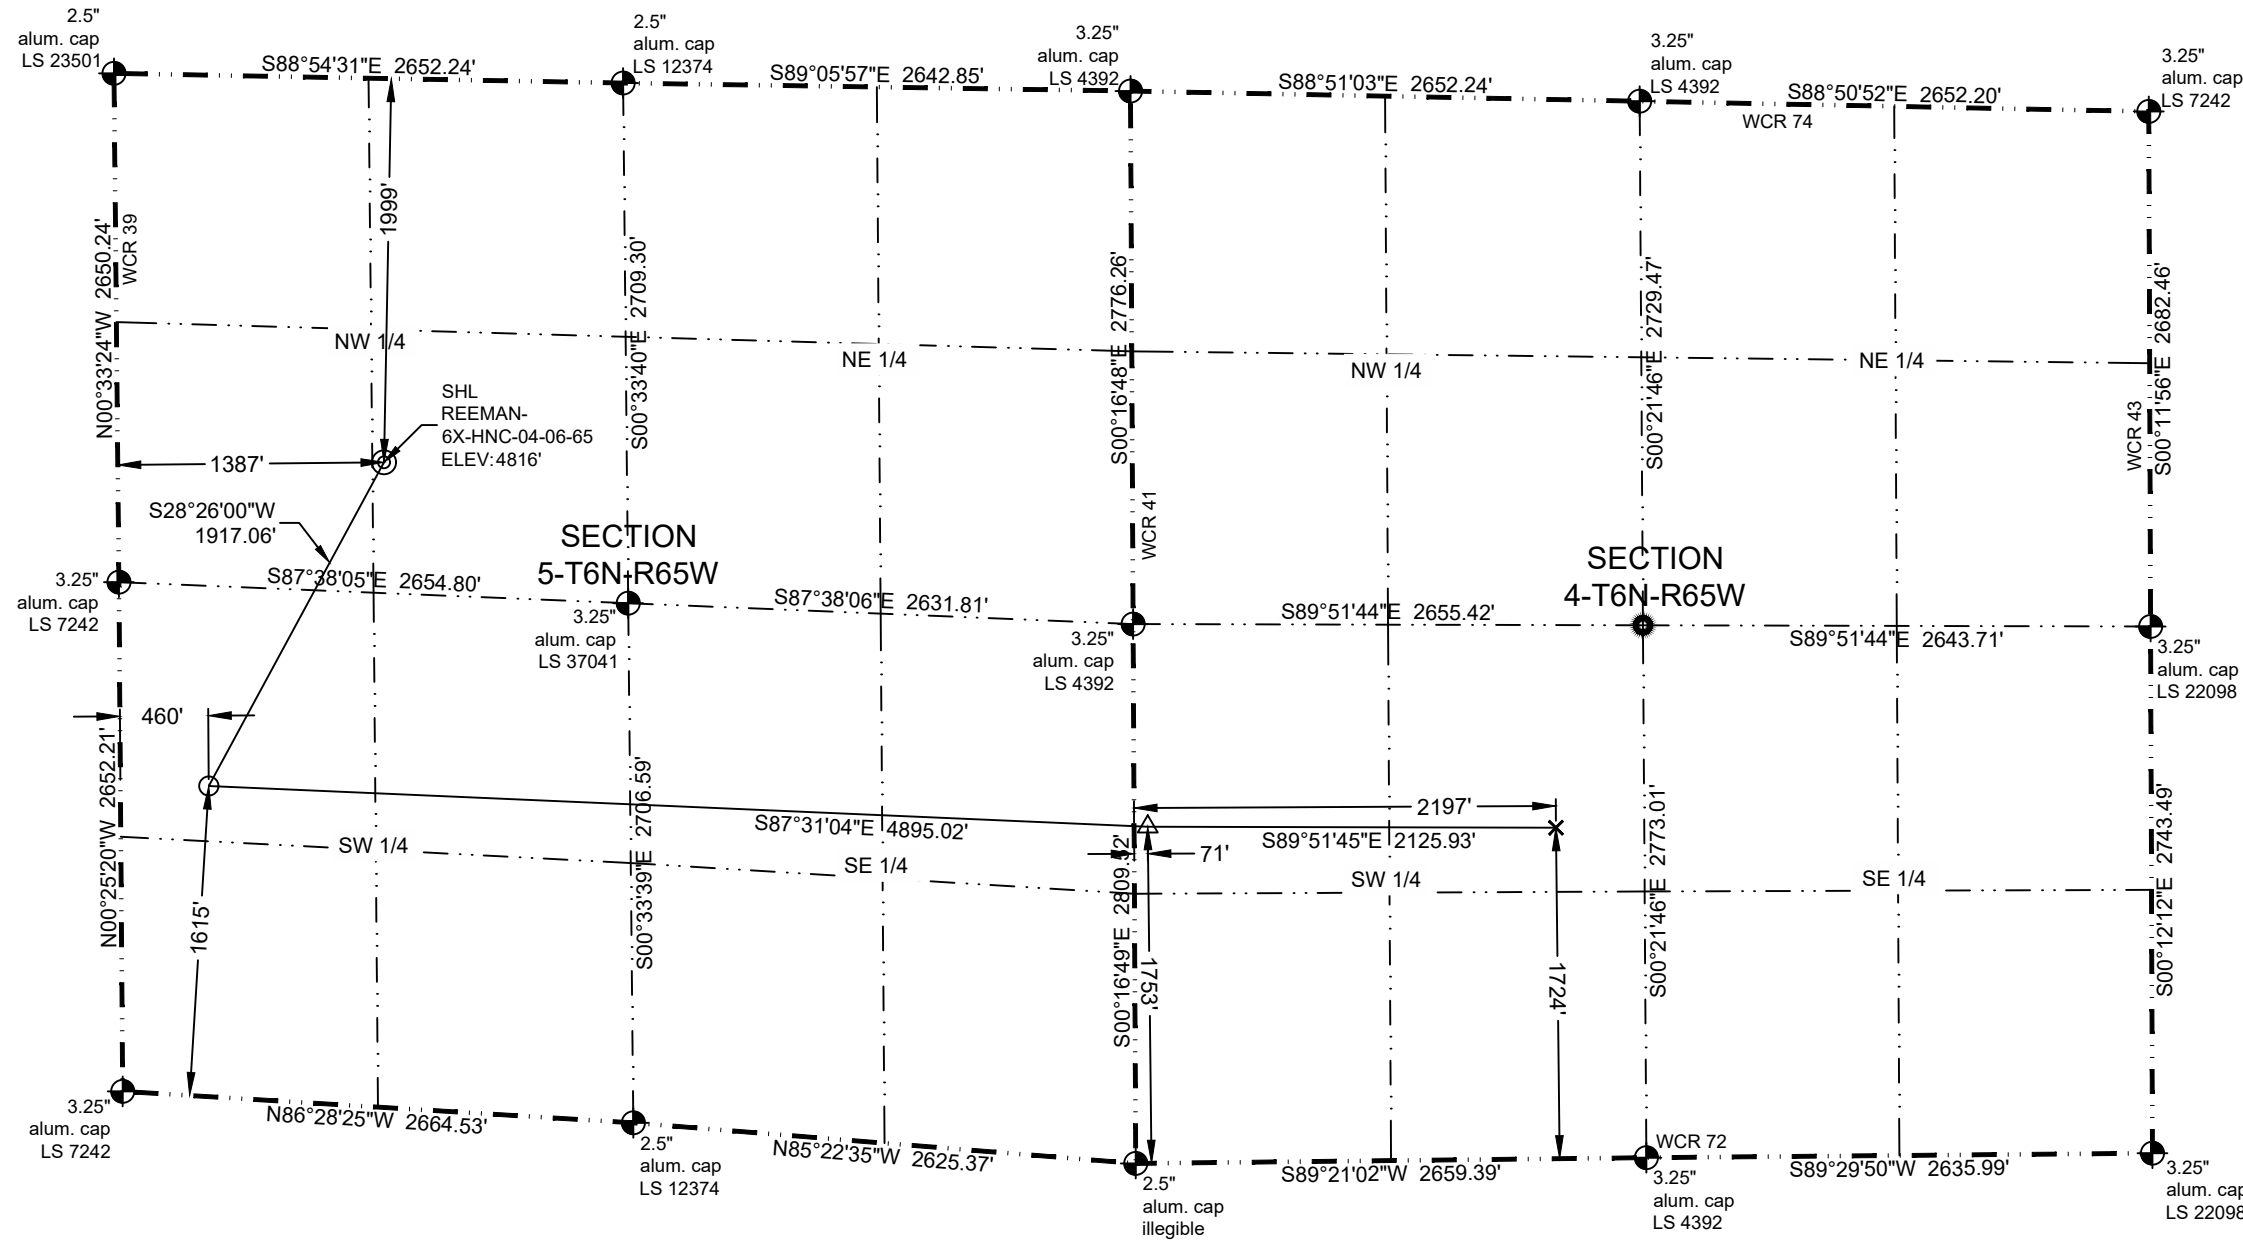 2.5"
alum. cap
LS 23501
S88°54'31"E 2652.24'
2.5"
alum. cap
LS 12374
S89°05'57"E 2642.85'
3.25"
alum. cap
LS 4392
S88°51'03"E 2652.24'
3.25"
alum. cap
LS 4392
S88°50'52"E 2652.20'
WCR 74
3.25"
alum. cap
LS 7242
N00°33'24"W 2650.24'
WCR 39
1999'
S00°33'40"E 2709.30'
S00°16'48"E 2776.26'
S00°21'46"E 2729.47'
S00°11'56"E 2682.46'
WCR 43
NW 1/4
NE 1/4
NW 1/4
NE 1/4
SHL
REEMAN-
6X-HNC-04-06-65
ELEV:4816'
1387'
S28°26'00"W
1917.06'
SECTION
5-T6N-R65W
WCR 41
SECTION
4-T6N-R65W
3.25"
alum. cap
LS 7242
S87°38'05"E 2654.80'
3.25"
alum. cap
LS 37041
S87°38'06"E 2631.81'
3.25"
alum. cap
LS 4392
S89°51'44"E 2655.42'
S89°51'44"E 2643.71'
3.25"
alum. cap
LS 22098
460'
N00°25'20"W 2652.21'
S00°33'39"E 2706.59'
S87°31'04"E 4895.02'
2197'
S89°51'45"E 2125.93'
71'
S00°16'49"E 2809.52'
1753'
1724'
S00°21'46"E 2773.01'
S00°12'12"E 2743.49'
SW 1/4
SE 1/4
SW 1/4
SE 1/4
1615'
3.25"
alum. cap
LS 7242
N86°28'25"W 2664.53'
2.5"
alum. cap
LS 12374
N85°22'35"W 2625.37'
2.5"
alum. cap
illegible
S89°21'02"W 2659.39'
WCR 72
3.25"
alum. cap
LS 4392
S89°29'50"W 2635.99'
3.25"
alum. cap
LS 22098